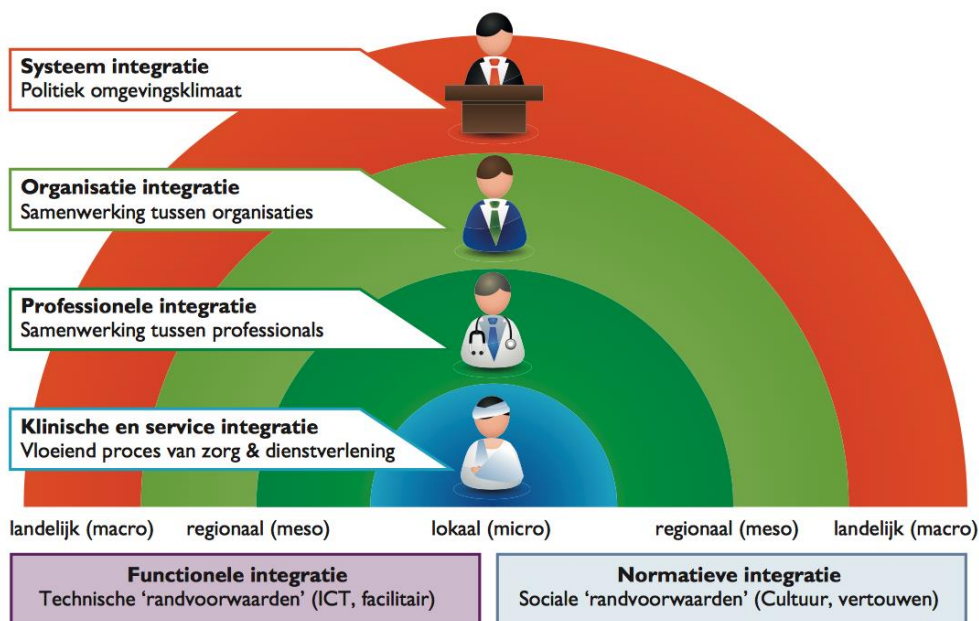 Systeem integratie
Politiek omgevingsklimaat
Organisatie integratie
Samenwerking tussen organisaties
Professionele integratie
Samenwerking tussen professionals
Klinische en service integratie
Vloeiend proces van zorg & dienstverlening
landelijk (macro) regionaal (meso) lokaal (micro) regionaal (meso) landelijk (macro)
Functionele integratie
Technische ‘randvoorwaarden’ (ICT, facilitair)
Normatieve integratie
Sociale ‘randvoorwaarden’ (Cultuur, vertouwen)